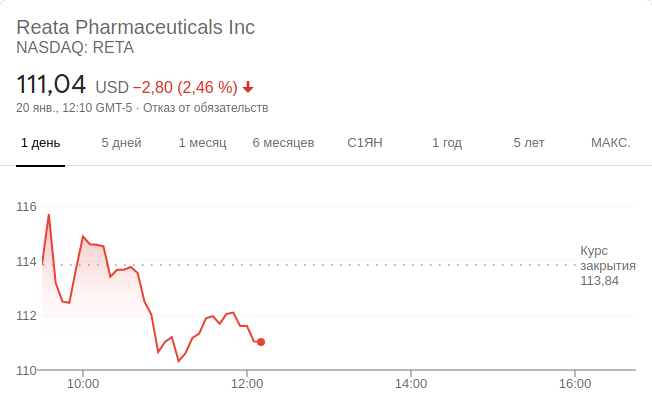 Reata Pharmaceuticals Inc
NASDAQ: RETA
111,04 USD −2,80 (2,46 %)
20 янв., 12:10 GMT-5 · Отказ от обязательств
1 день 5 дней 1 месяц 6 месяцев С1ЯН 1 год 5 лет МАКС.
116
114
112
110
Курс
закрытия
113,84
10:00 12:00 14:00 16:00